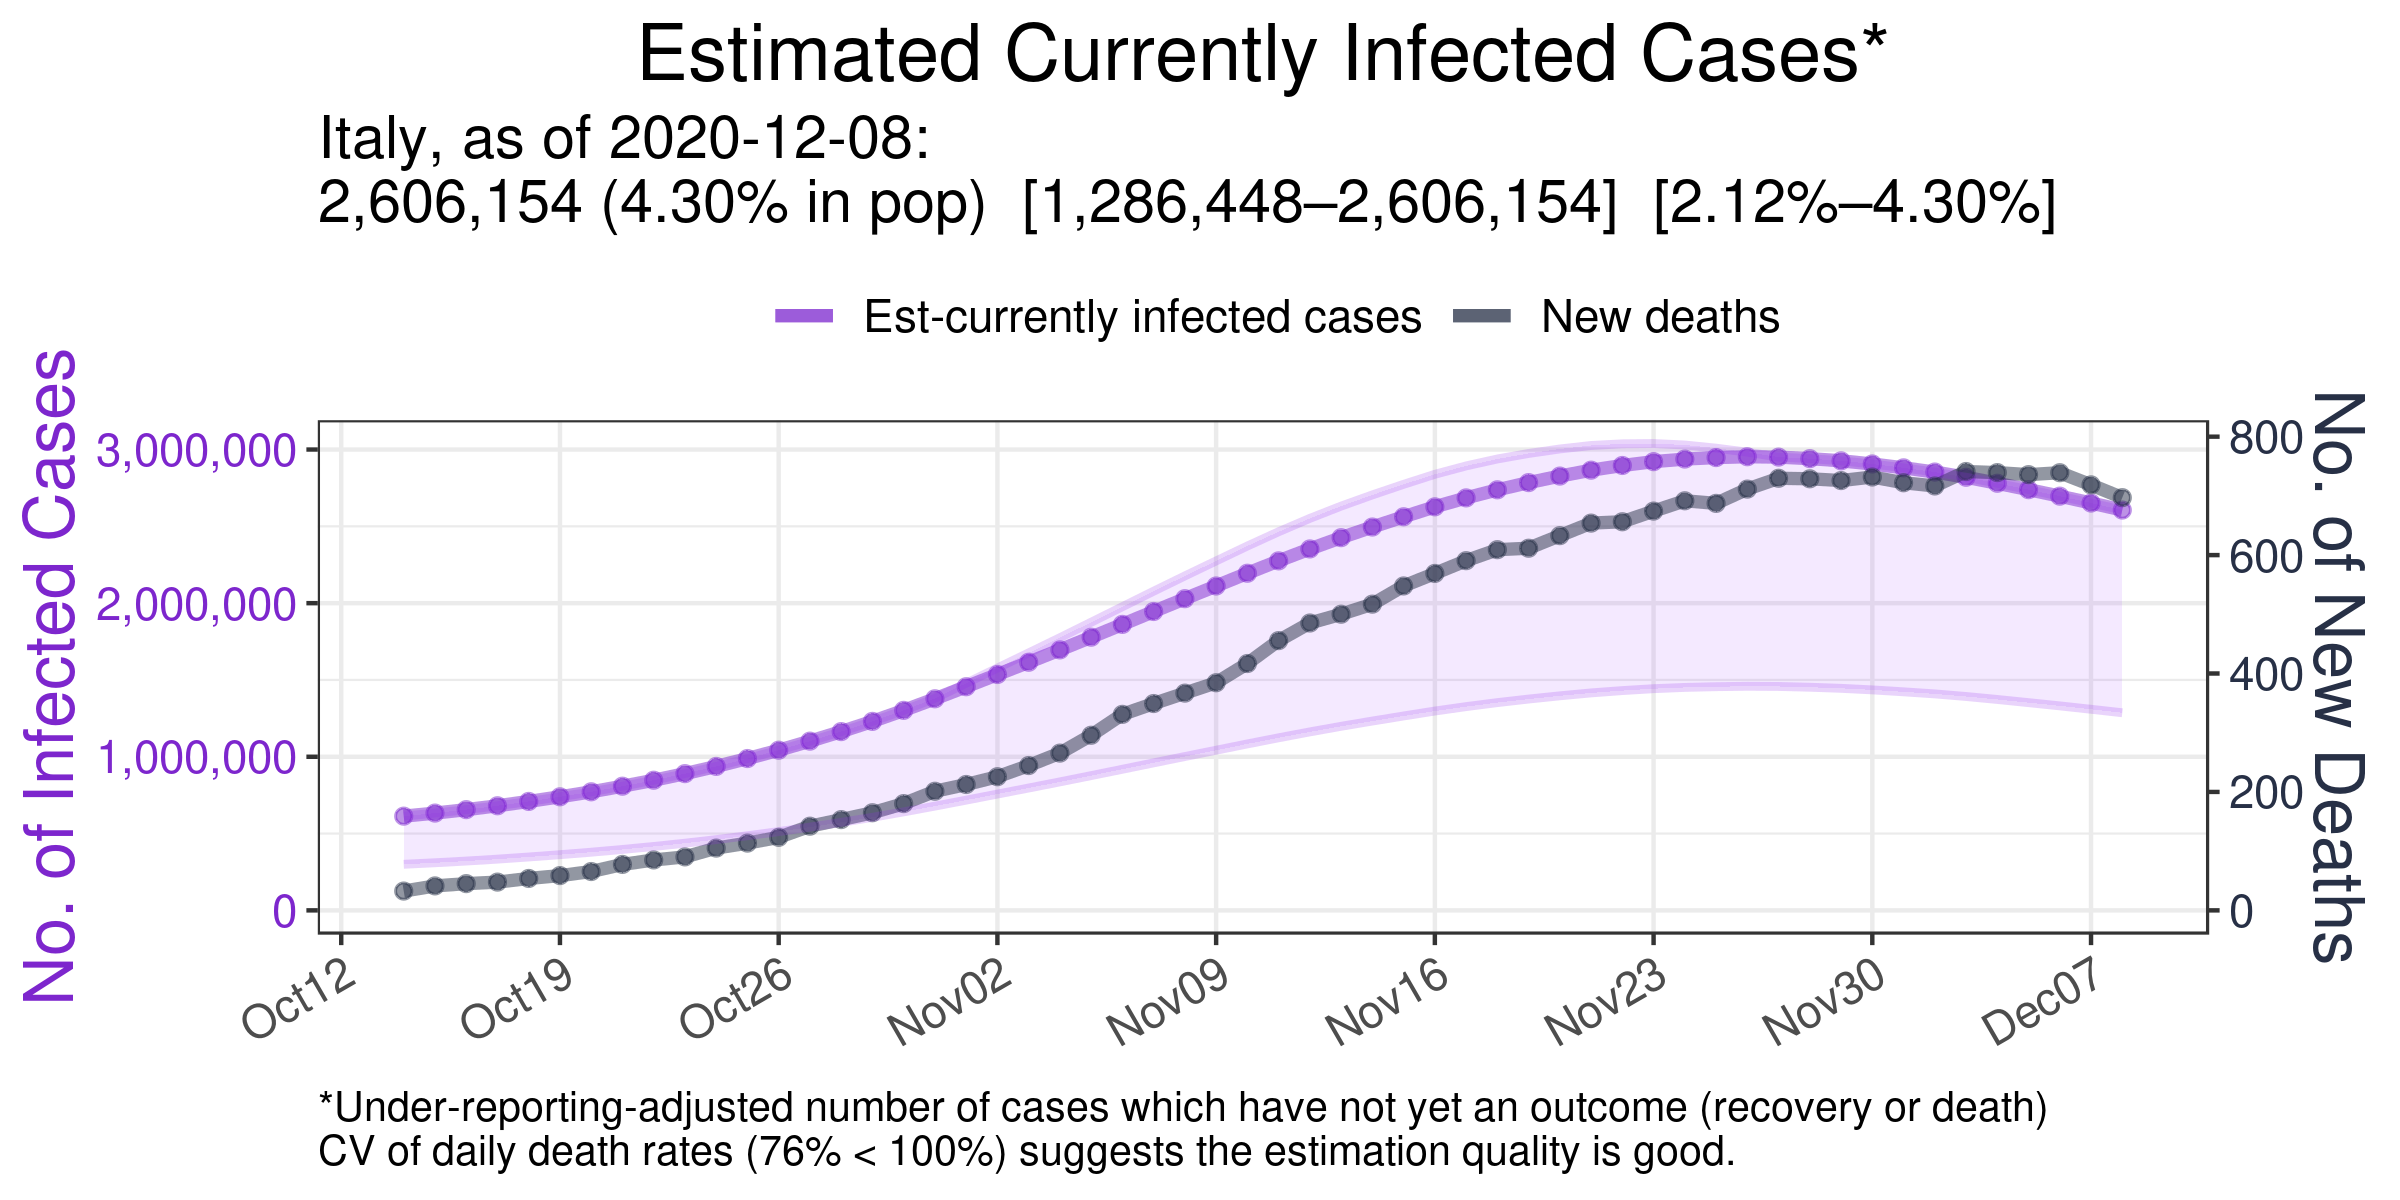 Estimated Currently Infected Cases*
Italy, as of 2020-12-08:
2,606,154 (4.30% in pop)  [1,286,448–2,606,154]  [2.12%–4.30%]
Est-currently infected cases
New deaths
No. of Infected Cases
3,000,000
2,000,000
1,000,000
0
800
600
400
200
0
No. of New Deaths
Oct12
Oct19
Oct26
Nov02
Nov09
Nov16
Nov23
Nov30
Dec07
*Under-reporting-adjusted number of cases which have not yet an outcome (recovery or death)
CV of daily death rates (76% < 100%) suggests the estimation quality is good.